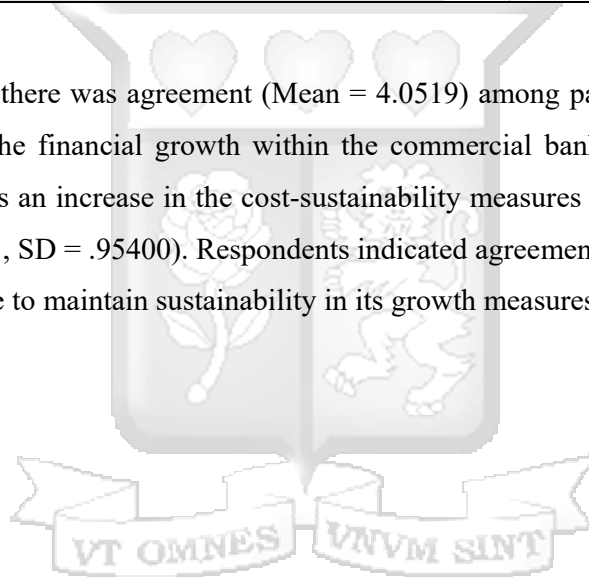 there was agreement (Mean = 4.0519) among pa
he financial growth within the commercial bank
s an increase in the cost-sustainability measures
, SD = .95400). Respondents indicated agreemen
e to maintain sustainability in its growth measures
VT OMNES VNVM SINT